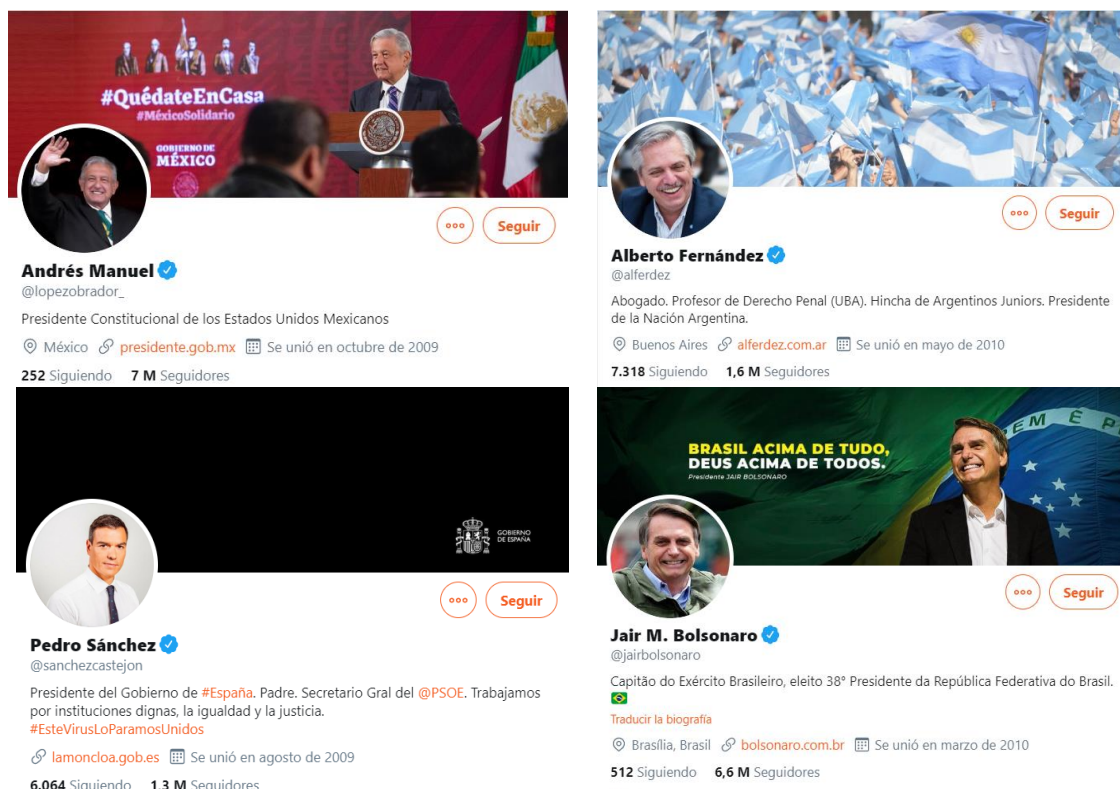 #QuédateEnCasa
#MéxicoSolidario
GOBIERNO DE
MÉXICO
Seguir
Andrés Manuel
@lopezobrador_
Presidente Constitucional de los Estados Unidos Mexicanos
México presidente.gob.mx Se unió en octubre de 2009
252 Siguiendo 7 M Seguidores
Seguir
Alberto Fernández
@alferdez
Abogado. Profesor de Derecho Penal (UBA). Hincha de Argentinos Juniors. Presidente
de la Nación Argentina.
Buenos Aires alferdez.com.ar Se unió en mayo de 2010
7.318 Siguiendo 1,6 M Seguidores
GOBIERNO
DE ESPAÑA
Seguir
Pedro Sánchez
@sanchezcastejon
Presidente del Gobierno de #España. Padre. Secretario Gral del @PSOE. Trabajamos
por instituciones dignas, la igualdad y la justicia.
#EsteVirusLoParamosUnidos
lamoncloa.gob.es Se unió en agosto de 2009
6.064 Siguiendo 1,3 M Seguidores
BRASIL ACIMA DE TUDO,
DEUS ACIMA DE TODOS.
Presidente JAIR BOLSONARO
EM E P
Seguir
Jair M. Bolsonaro
@jairbolsonaro
Capitão do Exército Brasileiro, eleito 38° Presidente da República Federativa do Brasil.
Traducir la biografía
Brasília, Brasil bolsonaro.com.br Se unió en marzo de 2010
512 Siguiendo 6,6 M Seguidores